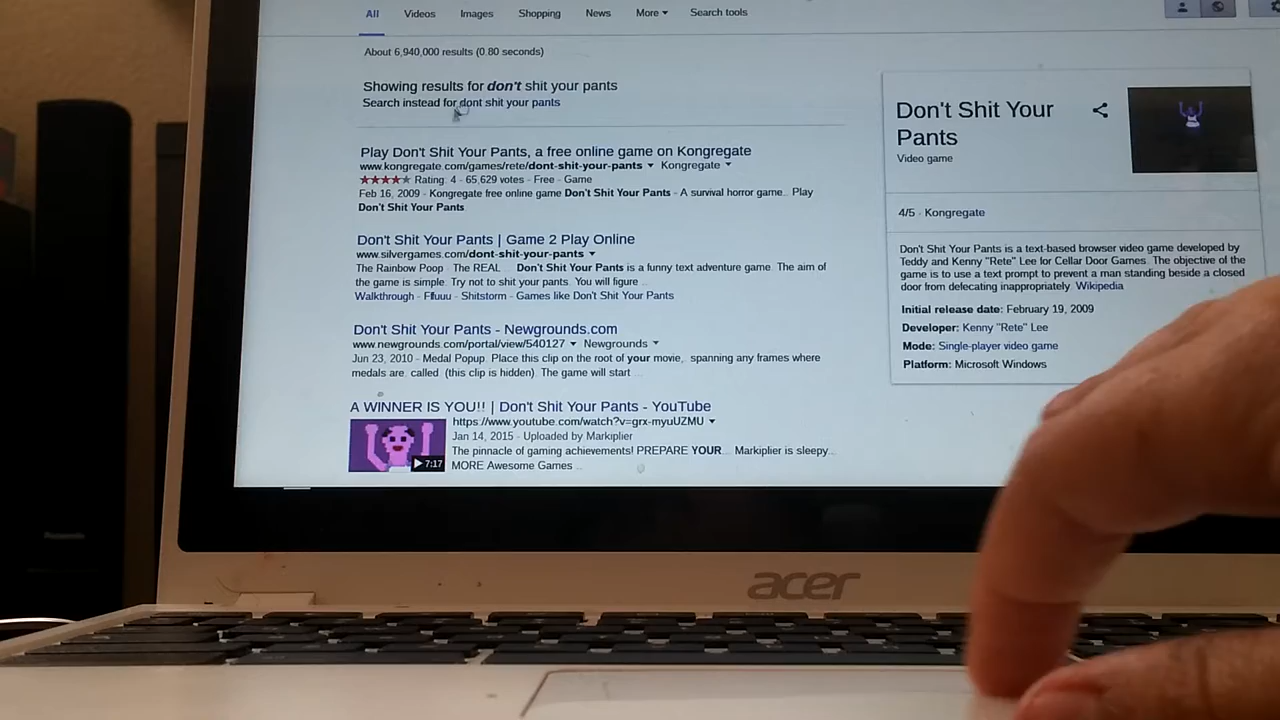 All Videos Images Shopping News More Search tools
About 6,940,000 results (0.80 seconds)
Showing results for don't shit your pants
Search instead for dont shit your pants
Play Don't Shit Your Pants, a free online game on Kongregate
www.kongregate.com/games/rete/dont-shit-your-pants Kongregate
Rating: 4 - 65,629 votes - Free - Game
Feb 16, 2009 - Kongregate free online game Don't Shit Your Pants - A survival horror game.. Play
Don't Shit Your Pants
Don't Shit Your Pants | Game 2 Play Online
www.silvergames.com/dont-shit-your-pants
The Rainbow Poop · The REAL ... Don't Shit Your Pants is a funny text adventure game. The aim of
the game is simple. Try not to shit your pants. You will figure ...
Walkthrough - Ffuuu - Shitstorm - Games like Don't Shit Your Pants
Don't Shit Your Pants - Newgrounds.com
www.newgrounds.com/portal/view/540127 Newgrounds
Jun 23, 2010 - Medal Popup. Place this clip on the root of your movie, spanning any frames where
medals are called (this clip is hidden). The game will start ...
A WINNER IS YOU!! | Don't Shit Your Pants - YouTube
https://www.youtube.com/watch?v=grx-myuUZMU
Jan 14, 2015 - Uploaded by Markiplier
The pinnacle of gaming achievements! PREPARE YOUR... Markiplier is sleepy...
MORE Awesome Games ...
7:17
Don't Shit Your
Pants
Video game
4/5 · Kongregate
Don't Shit Your Pants is a text-based browser video game developed by
Teddy and Kenny "Rete" Lee for Cellar Door Games. The objective of the
game is to use a text prompt to prevent a man standing beside a closed
door from defecating inappropriately. Wikipedia
Initial release date: February 19, 2009
Developer: Kenny "Rete" Lee
Mode: Single-player video game
Platform: Microsoft Windows
acer
Panasonic